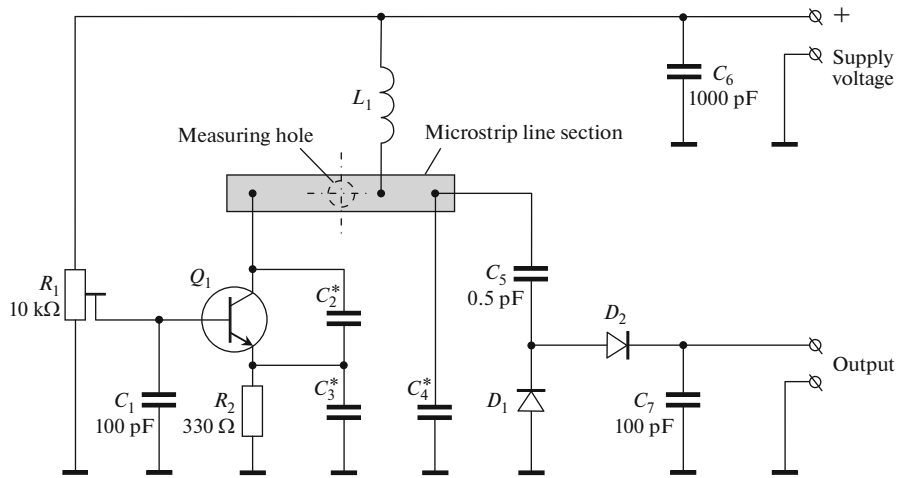 +
Supply
voltage
C6
1000 pF
L1
Measuring hole
Microstrip line section
R1
10 kΩ
Q1
C2*
C5
0.5 pF
D2
Output
C1
100 pF
R2
330 Ω
C3*
C4*
D1
C7
100 pF